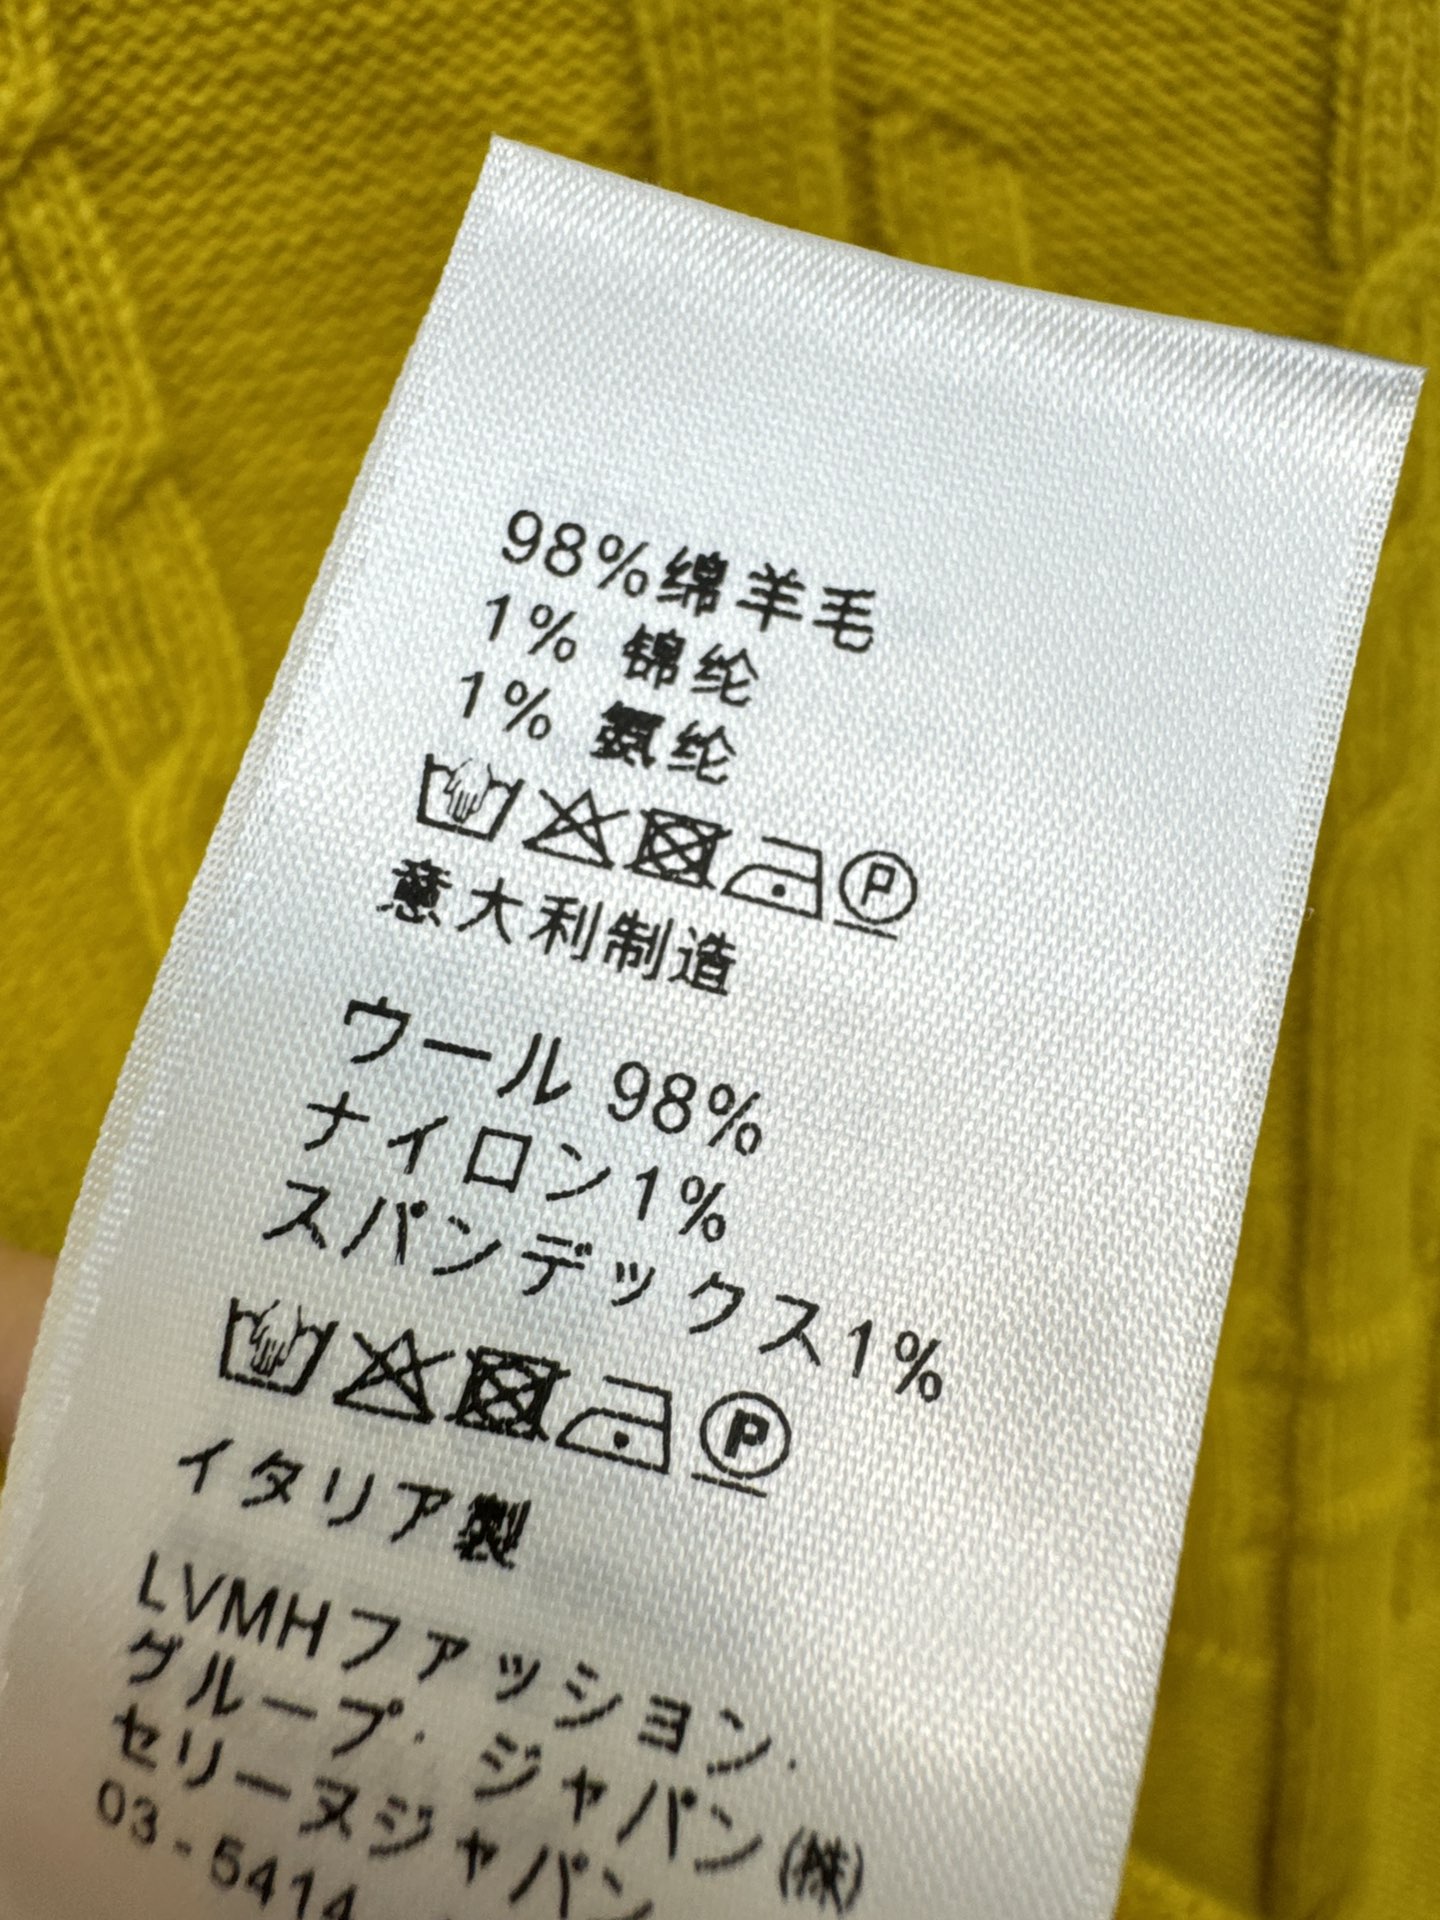 98%绵羊毛
1% 锦纶
1% 氨纶
P
意大利制造
ウール 98%
ナイロン1%
スパンデックス1%
P
イタリア製
LVMHファッション·
グループ·ジャパン(株)
セリーヌジャパン
03-5414